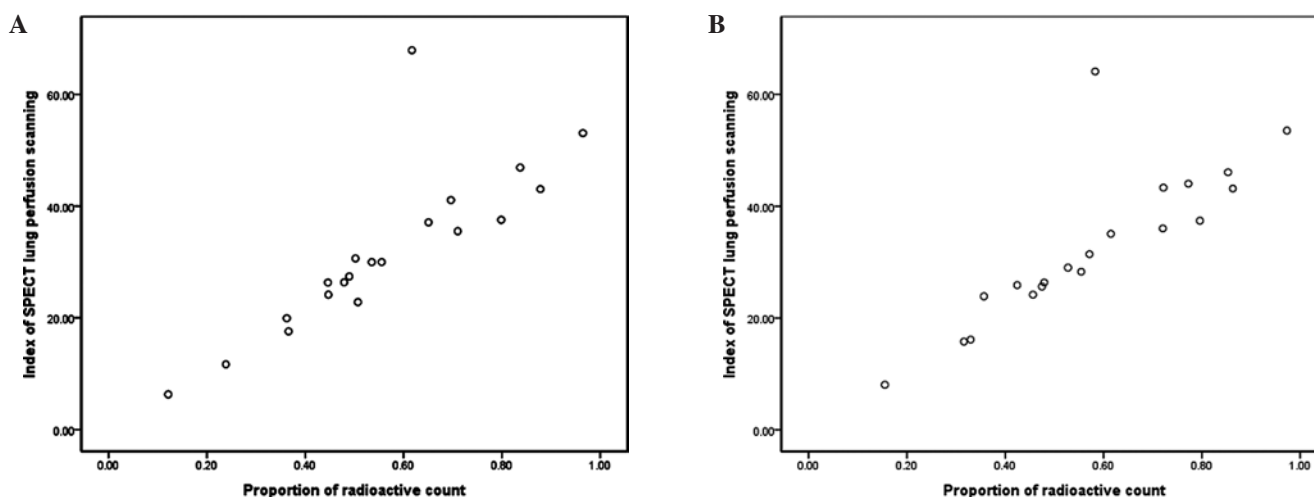 A
Index of SPECT lung perfusion scanning
60.00
40.00
20.00
0.00
0.00 0.20 0.40 0.60 0.80 1.00
Proportion of radioactive count
B
Index of SPECT lung perfusion scanning
60.00
40.00
20.00
0.00
0.00 0.20 0.40 0.60 0.80 1.00
Proportion of radioactive count